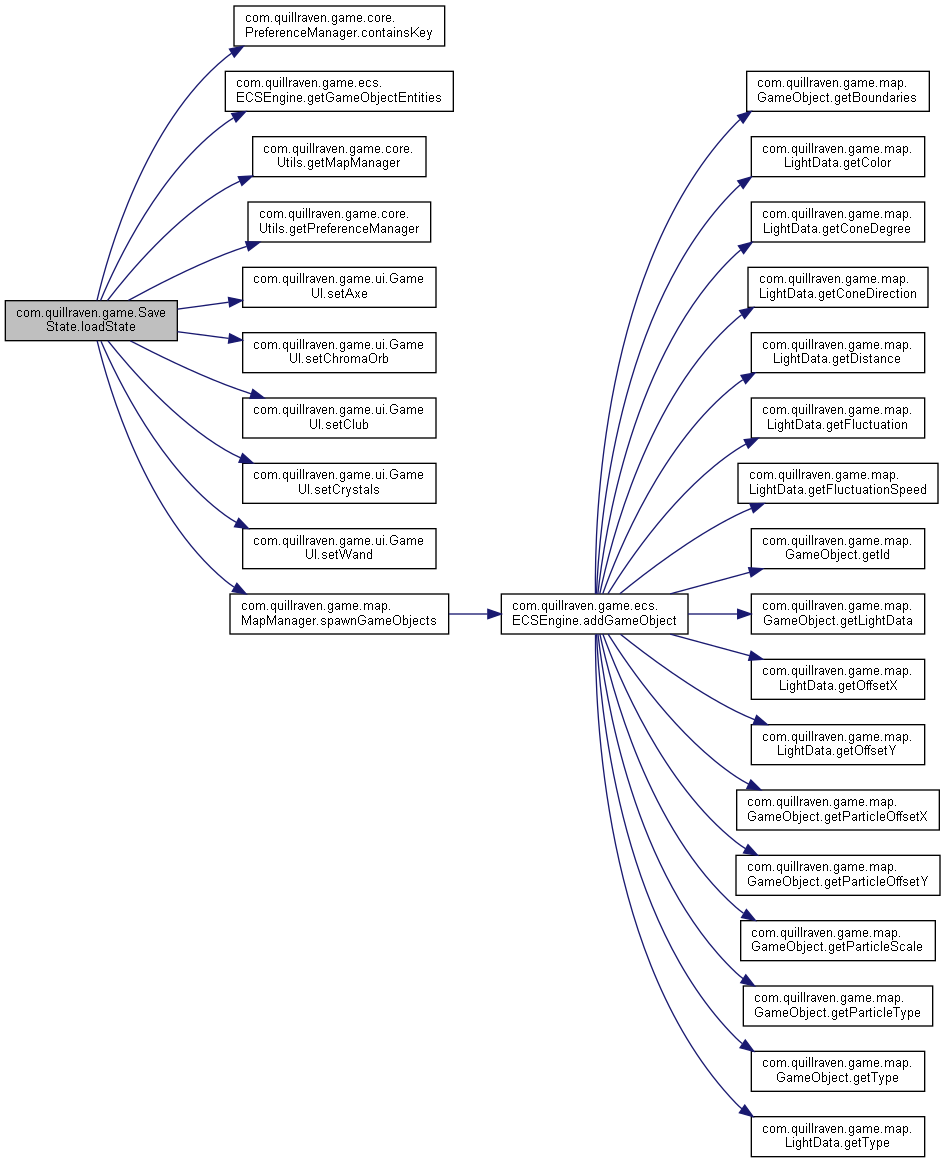 com.quillraven.game.core.
PreferenceManager.containsKey
com.quillraven.game.ecs.
ECSEngine.getGameObjectEntities
com.quillraven.game.core.
Utils.getMapManager
com.quillraven.game.core.
Utils.getPreferenceManager
com.quillraven.game.ui.Game
UI.setAxe
com.quillraven.game.Save
State.loadState
com.quillraven.game.ui.Game
UI.setChromaOrb
com.quillraven.game.ui.Game
UI.setClub
com.quillraven.game.ui.Game
UI.setCrystals
com.quillraven.game.ui.Game
UI.setWand
com.quillraven.game.map.
MapManager.spawnGameObjects
com.quillraven.game.ecs.
ECSEngine.addGameObject
com.quillraven.game.map.
GameObject.getBoundaries
com.quillraven.game.map.
LightData.getColor
com.quillraven.game.map.
LightData.getConeDegree
com.quillraven.game.map.
LightData.getConeDirection
com.quillraven.game.map.
LightData.getDistance
com.quillraven.game.map.
LightData.getFluctuation
com.quillraven.game.map.
LightData.getFluctuationSpeed
com.quillraven.game.map.
GameObject.getId
com.quillraven.game.map.
GameObject.getLightData
com.quillraven.game.map.
LightData.getOffsetX
com.quillraven.game.map.
LightData.getOffsetY
com.quillraven.game.map.
GameObject.getParticleOffsetX
com.quillraven.game.map.
GameObject.getParticleOffsetY
com.quillraven.game.map.
GameObject.getParticleScale
com.quillraven.game.map.
GameObject.getParticleType
com.quillraven.game.map.
GameObject.getType
com.quillraven.game.map.
LightData.getType